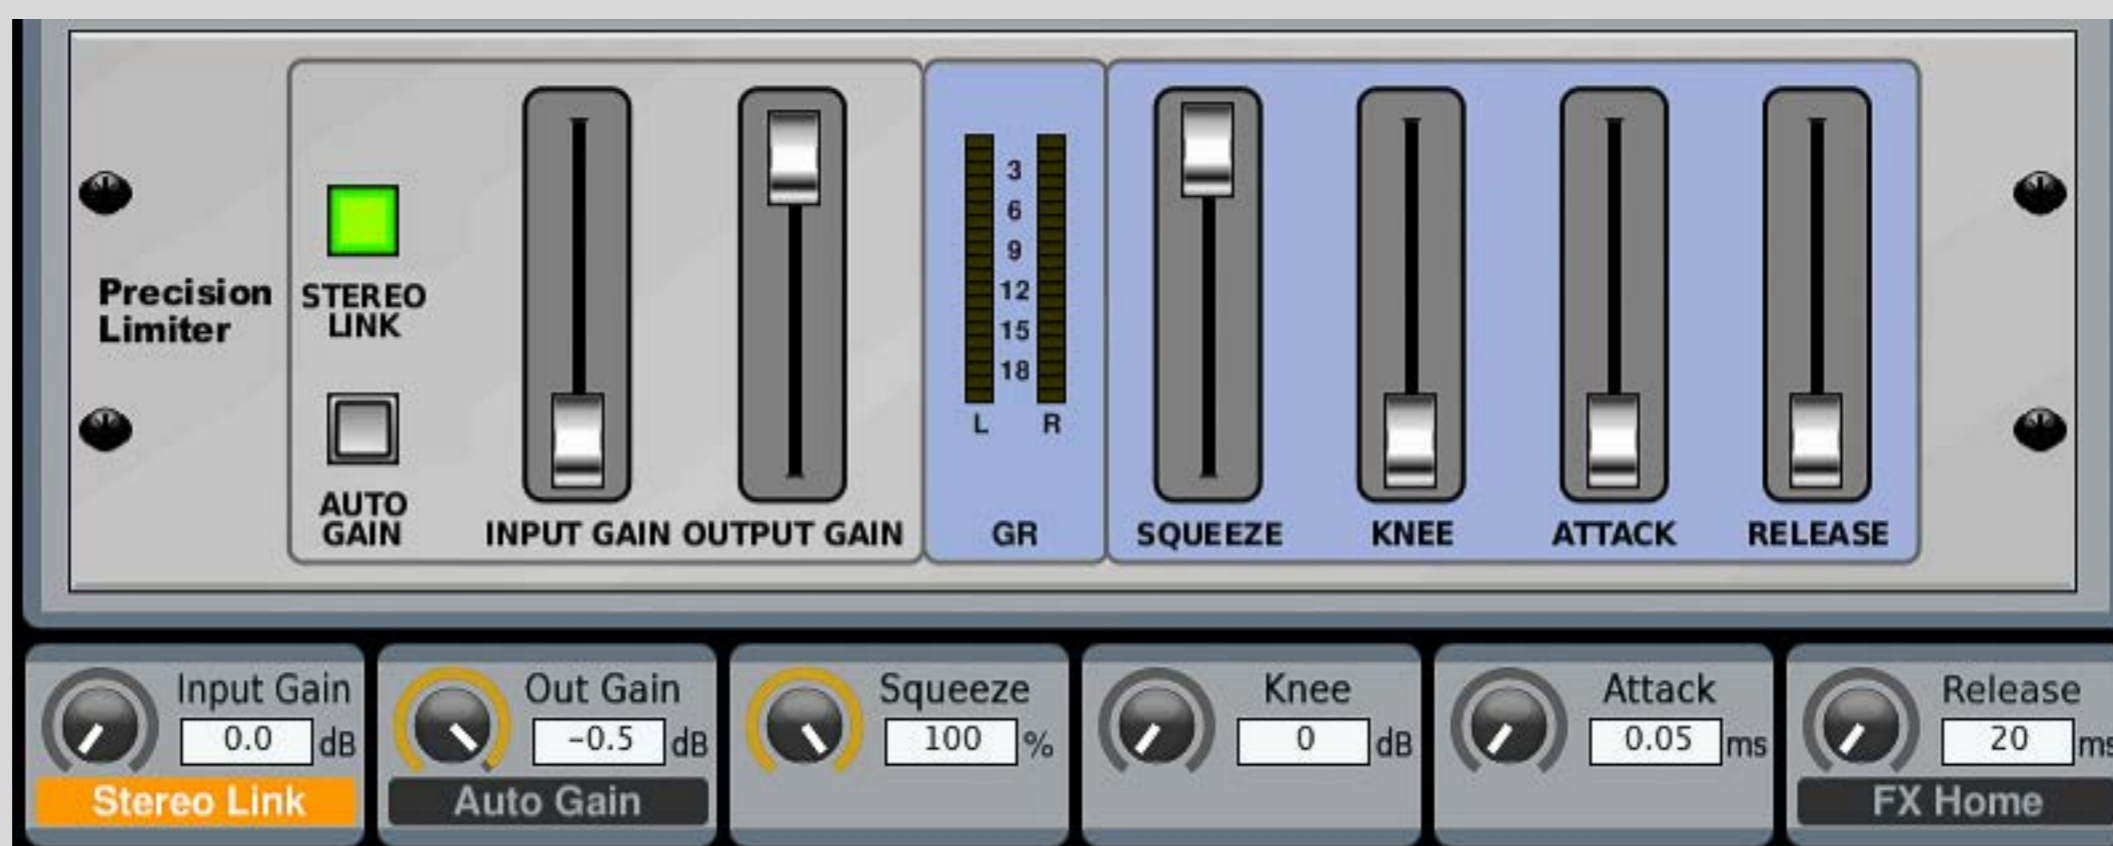 Precision
Limiter
STEREO
LINK
AUTO
GAIN
INPUT GAIN OUTPUT GAIN
3
6
9
12
15
18
L R
GR
SQUEEZE KNEE ATTACK RELEASE
Input Gain
0.0 dB
Stereo Link
Out Gain
-0.5 dB
Auto Gain
Squeeze
100 %
Knee
0 dB
Attack
0.05 ms
Release
20 ms
FX Home